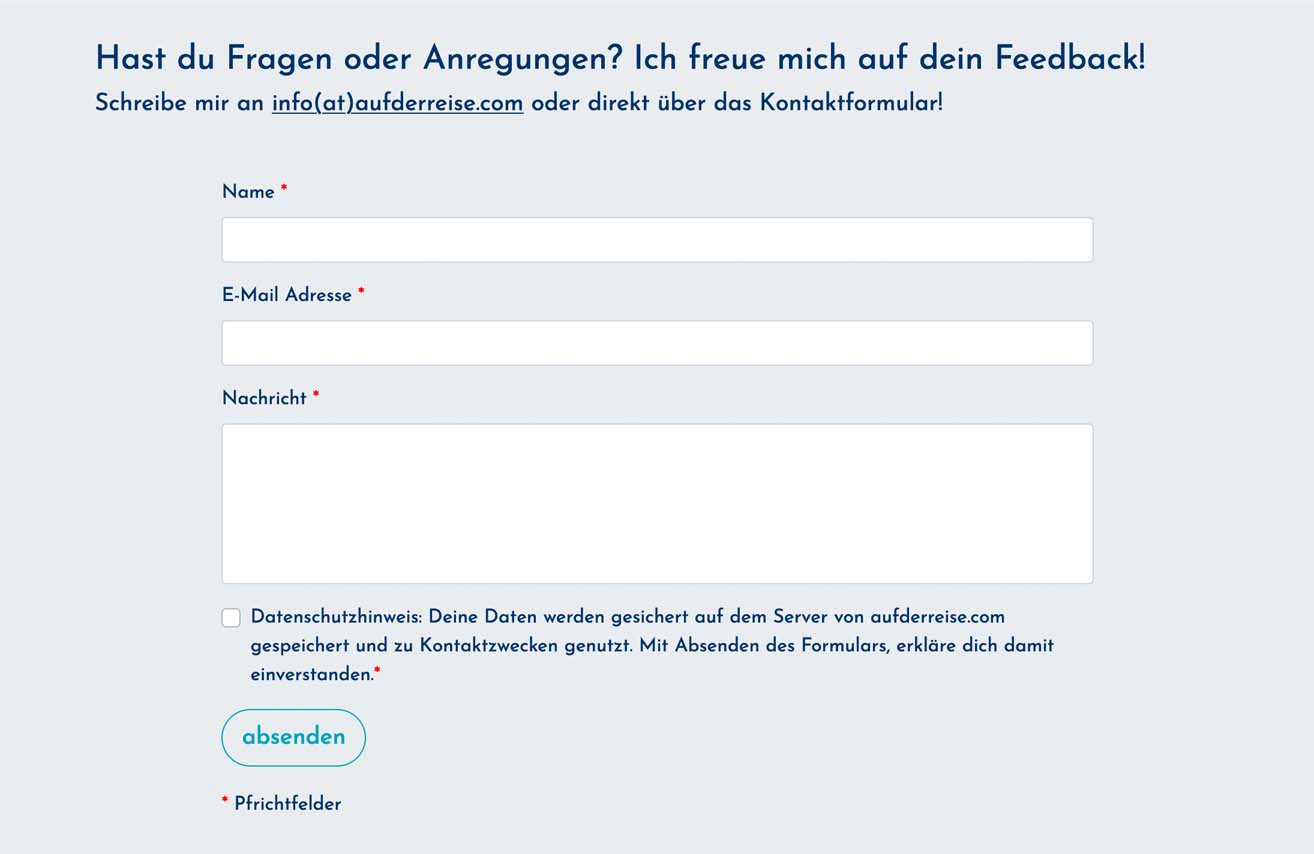 Hast du Fragen oder Anregungen? Ich freue mich auf dein Feedback!
Schreibe mir an info(at)aufderreise.com oder direkt über das Kontaktformular!
Name *
E-Mail Adresse *
Nachricht *
Datenschutzhinweis: Deine Daten werden gesichert auf dem Server von aufderreise.com
gespeichert und zu Kontaktzwecken genutzt. Mit Absenden des Formulars, erkläre dich damit
einverstanden.*
absenden
* Pfrichtfelder